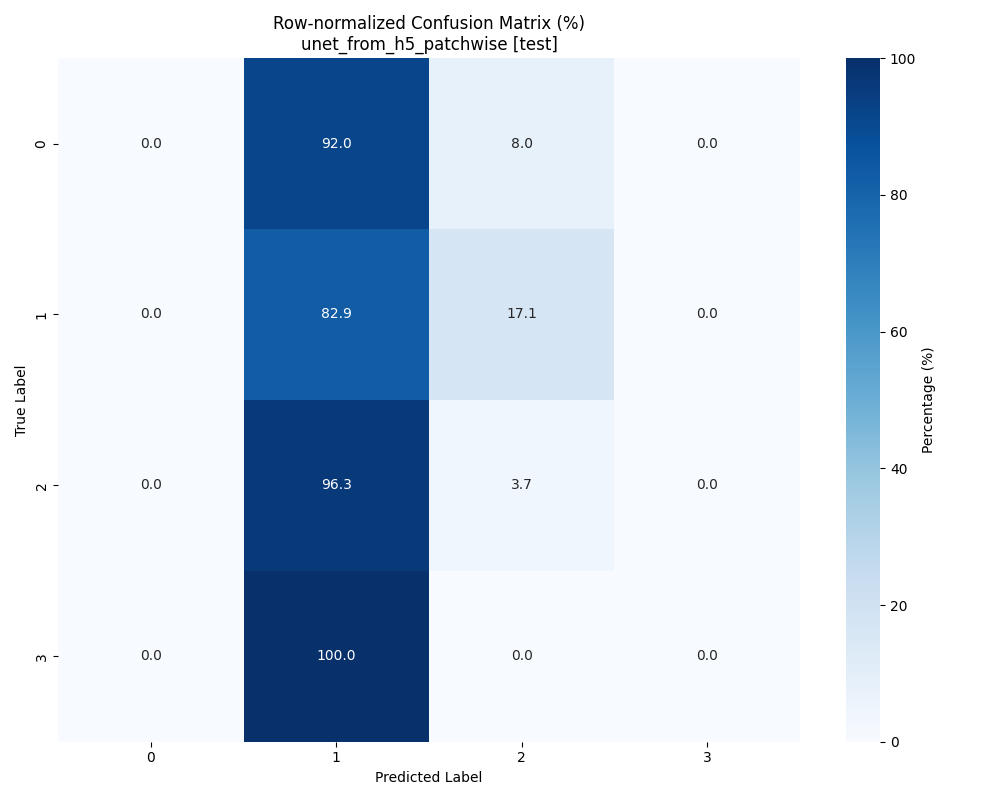 Row-normalized Confusion Matrix (%)
unet_from_h5_patchwise [test]
0 0.0 92.0 8.0 0.0
1 0.0 82.9 17.1 0.0
2 0.0 96.3 3.7 0.0
3 0.0 100.0 0.0 0.0
0 1 2 3
Predicted Label
True Label
100
80
60
40
20
0
Percentage (%)